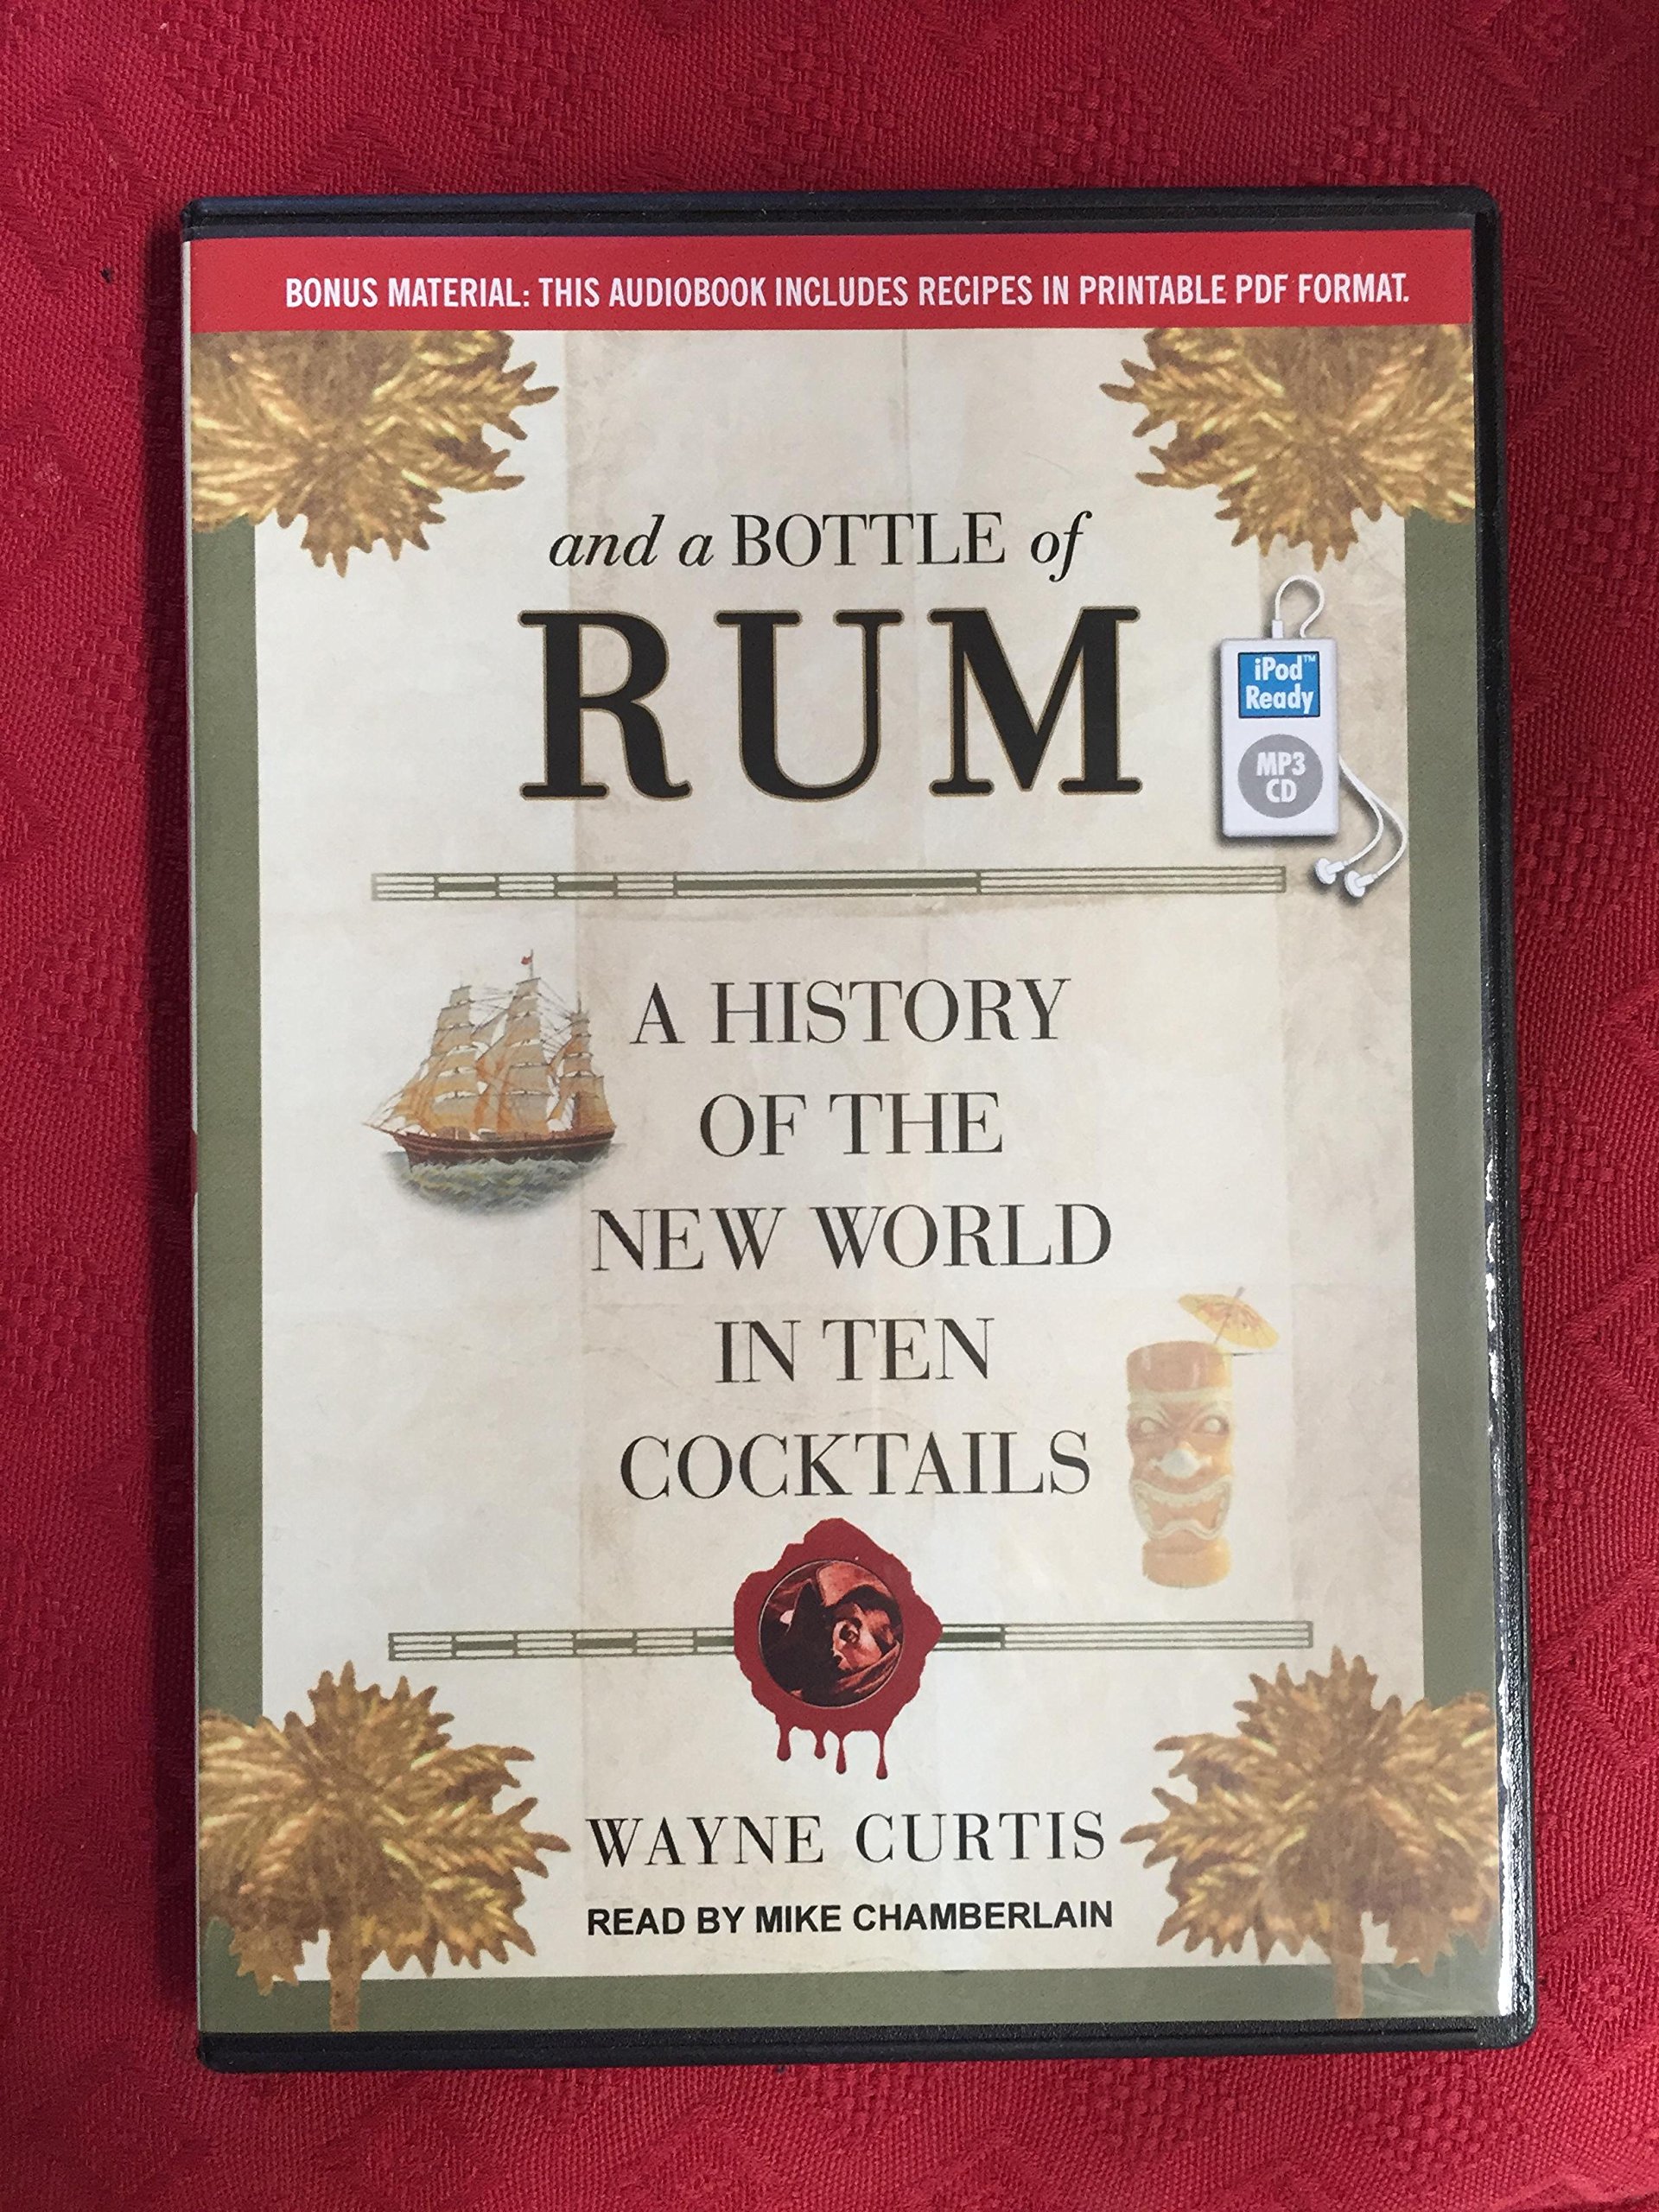 BONUS MATERIAL: THIS AUDIOBOOK INCLUDES RECIPES IN PRINTABLE PDF FORMAT.
and a BOTTLE of
RUM
iPod™
Ready
MP3
CD
A HISTORY
OF THE
NEW WORLD
IN TEN
COCKTAILS
WAYNE CURTIS
READ BY MIKE CHAMBERLAIN